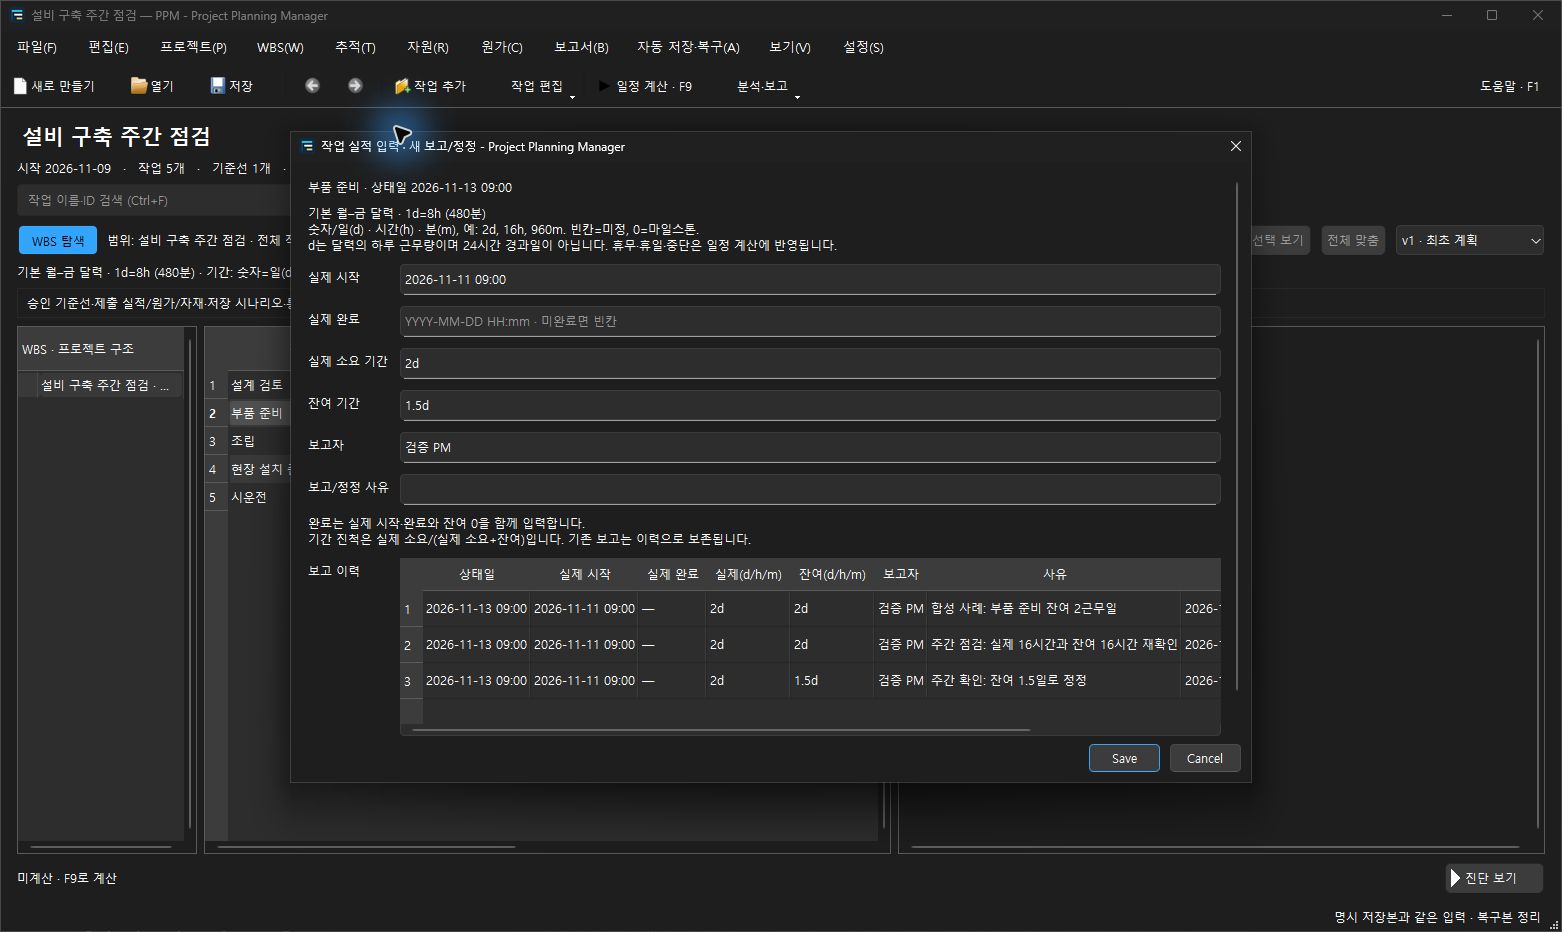 설비 구축 주간 점검 — PPM - Project Planning Manager
파일(F) 편집(E) 프로젝트(P) WBS(W) 추적(T) 자원(R) 원가(C) 보고서(B) 자동 저장·복구(A) 보기(V) 설정(S)
새로 만들기 열기 저장 작업 추가 작업 편집 일정 계산 · F9 분석·보고 도움말 · F1
설비 구축 주간 점검
시작 2026-11-09 · 작업 5개 · 기준선 1개 ·
작업 이름·ID 검색 (Ctrl+F)
WBS 탐색 범위: 설비 구축 주간 점검 · 전체 선택 보기 전체 맞춤 v1 · 최초 계획
기본 월–금 달력 · 1d=8h (480분) · 기간: 숫자=일(d
승인 기준선·제출 실적/원가/자재·저장 시나리오·
WBS · 프로젝트 구조
설비 구축 주간 점검 · ...
1 설계 검토
2 부품 준비
3 조립
4 현장 설치
5 시운전
작업 실적 입력 · 새 보고/정정 - Project Planning Manager
부품 준비 · 상태일 2026-11-13 09:00
기본 월–금 달력 · 1d=8h (480분)
숫자/일(d) · 시간(h) · 분(m), 예: 2d, 16h, 960m. 빈칸=미정, 0=마일스톤.
d는 달력의 하루 근무량이며 24시간 경과일이 아닙니다. 휴무·휴일·중단은 일정 계산에 반영됩니다.
실제 시작 2026-11-11 09:00
실제 완료 YYYY-MM-DD HH:mm · 미완료면 빈칸
실제 소요 기간 2d
잔여 기간 1.5d
보고자 검증 PM
보고/정정 사유
완료는 실제 시작·완료와 잔여 0을 함께 입력합니다.
기간 진척은 실제 소요/(실제 소요+잔여)입니다. 기존 보고는 이력으로 보존됩니다.
보고 이력
상태일 실제 시작 실제 완료 실제(d/h/m) 잔여(d/h/m) 보고자 사유
1 2026-11-13 09:00 2026-11-11 09:00 — 2d 2d 검증 PM 합성 사례: 부품 준비 잔여 2근무일 2026-
2 2026-11-13 09:00 2026-11-11 09:00 — 2d 2d 검증 PM 주간 점검: 실제 16시간과 잔여 16시간 재확인 2026-
3 2026-11-13 09:00 2026-11-11 09:00 — 2d 1.5d 검증 PM 주간 확인: 잔여 1.5일로 정정 2026-
Save Cancel
미계산 · F9로 계산
진단 보기
명시 저장본과 같은 입력 · 복구본 정리